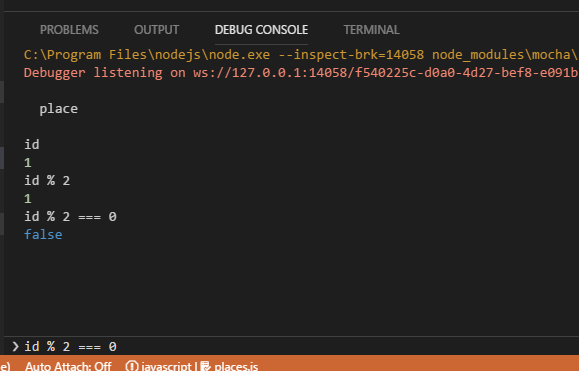 PROBLEMS OUTPUT DEBUG CONSOLE TERMINAL
C:\Program Files\nodejs\node.exe --inspect-brk=14058 node_modules\mocha\
Debugger listening on ws://127.0.0.1:14058/f540225c-d0a0-4d27-bef8-e091b
place
id
1
id % 2
1
id % 2 === 0
false
❯ id % 2 === 0
e) Auto Attach: Off javascript | places.js